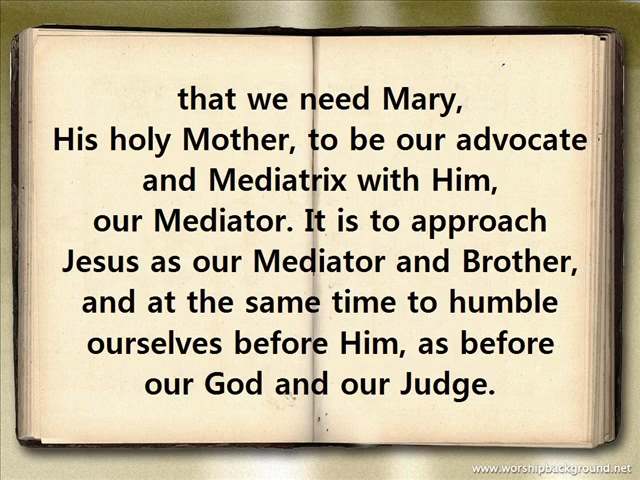 that we need Mary,
His holy Mother, to be our advocate
and Mediatrix with Him,
our Mediator. It is to approach
Jesus as our Mediator and Brother,
and at the same time to humble
ourselves before Him, as before
our God and our Judge.
www.worshipbackground.net